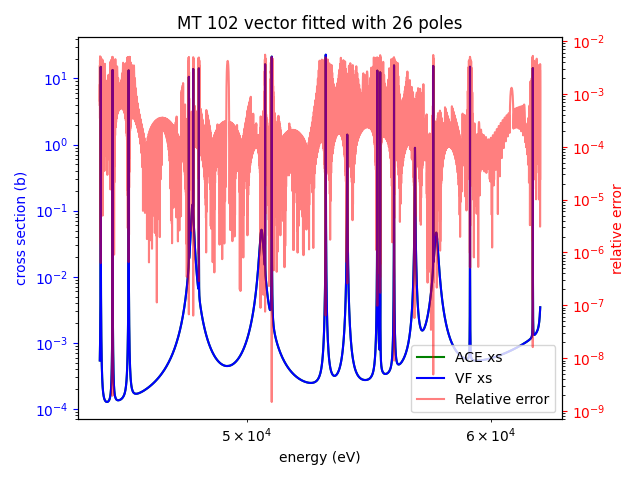 MT 102 vector fitted with 26 poles
cross section (b)
10¹
10⁰
10⁻¹
10⁻²
10⁻³
10⁻⁴
10⁻²
10⁻³
10⁻⁴
10⁻⁵
10⁻⁶
10⁻⁷
10⁻⁸
10⁻⁹
relative error
ACE xs
VF xs
Relative error
5 × 10⁴
6 × 10⁴
energy (eV)